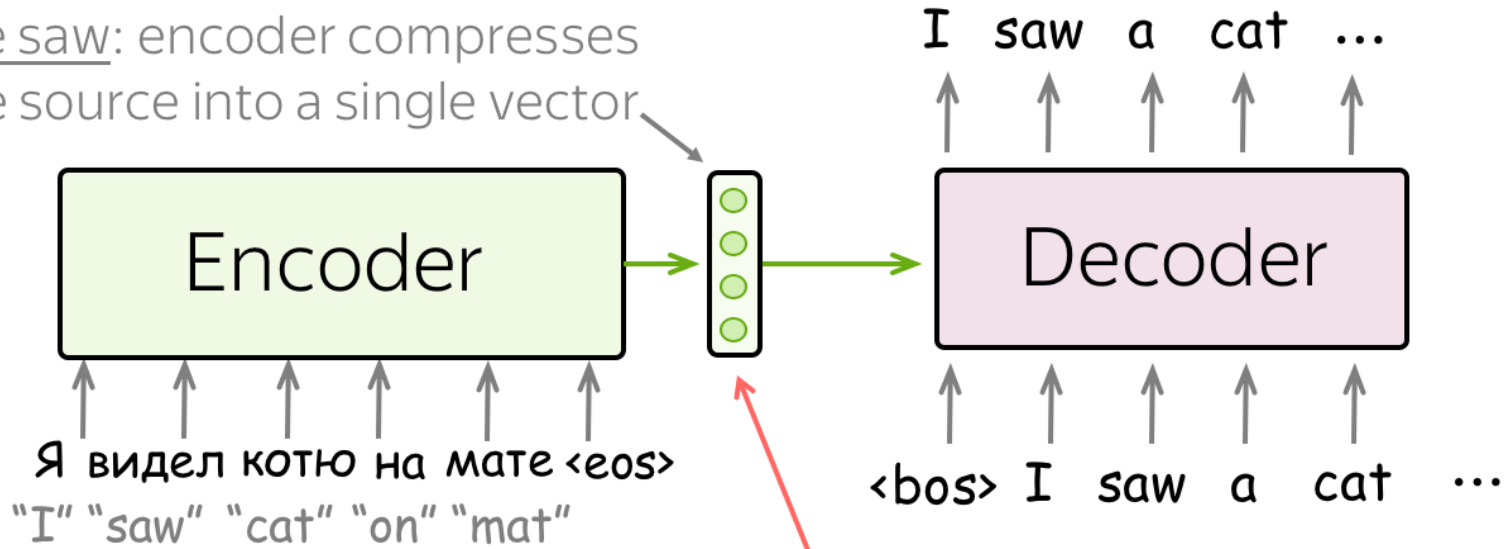 e saw: encoder compresses
e source into a single vector
I saw a cat ...
Encoder
Decoder
Я видел котю на мате <eos>
"I" "saw" "cat" "on" "mat"
<bos> I saw a cat ...